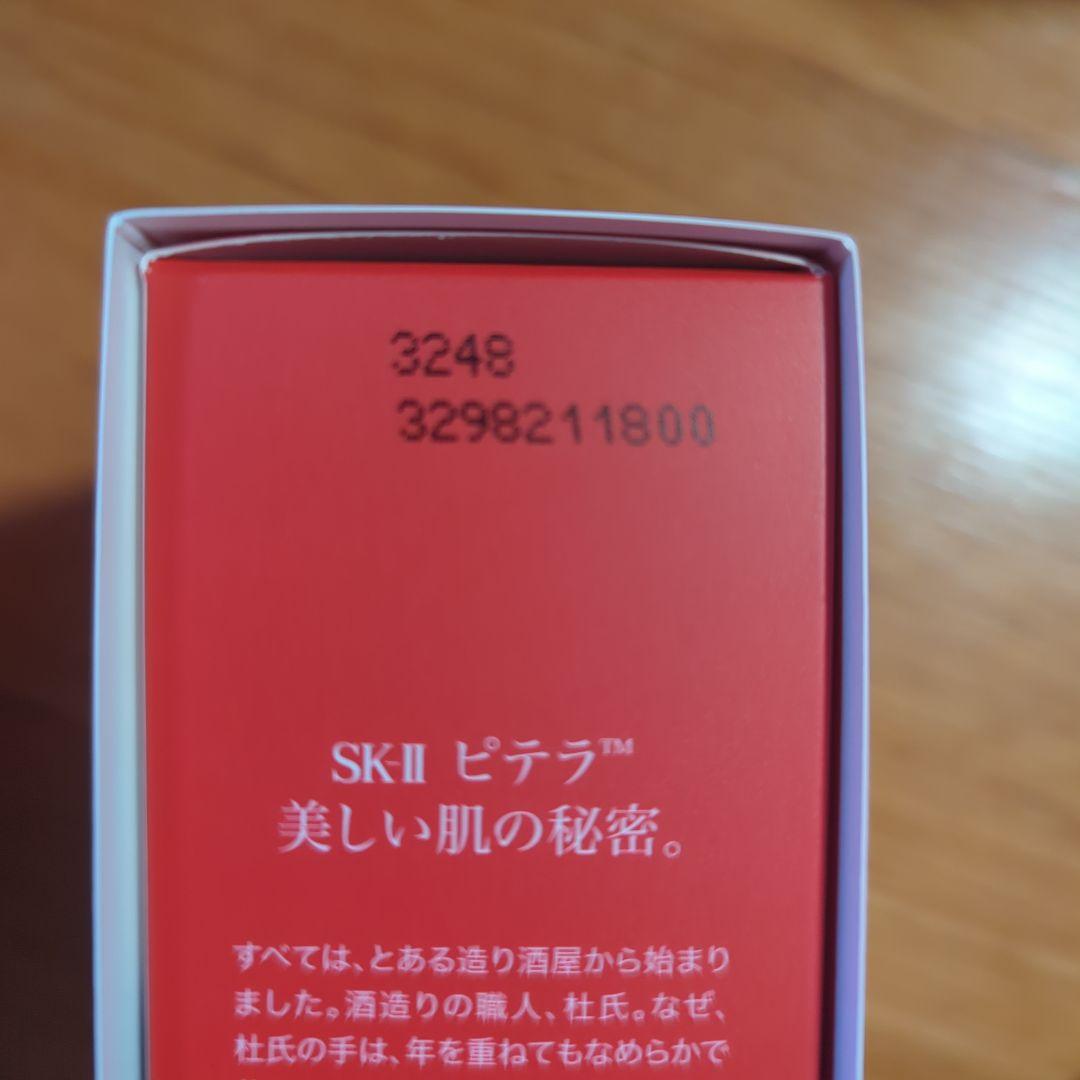 3248
3298211800
SK-II ピテラ™
美しい肌の秘密。
すべては、とある造り酒屋から始まり
ました。酒造りの職人、杜氏。なぜ、
杜氏の手は、年を重ねてもなめらかで